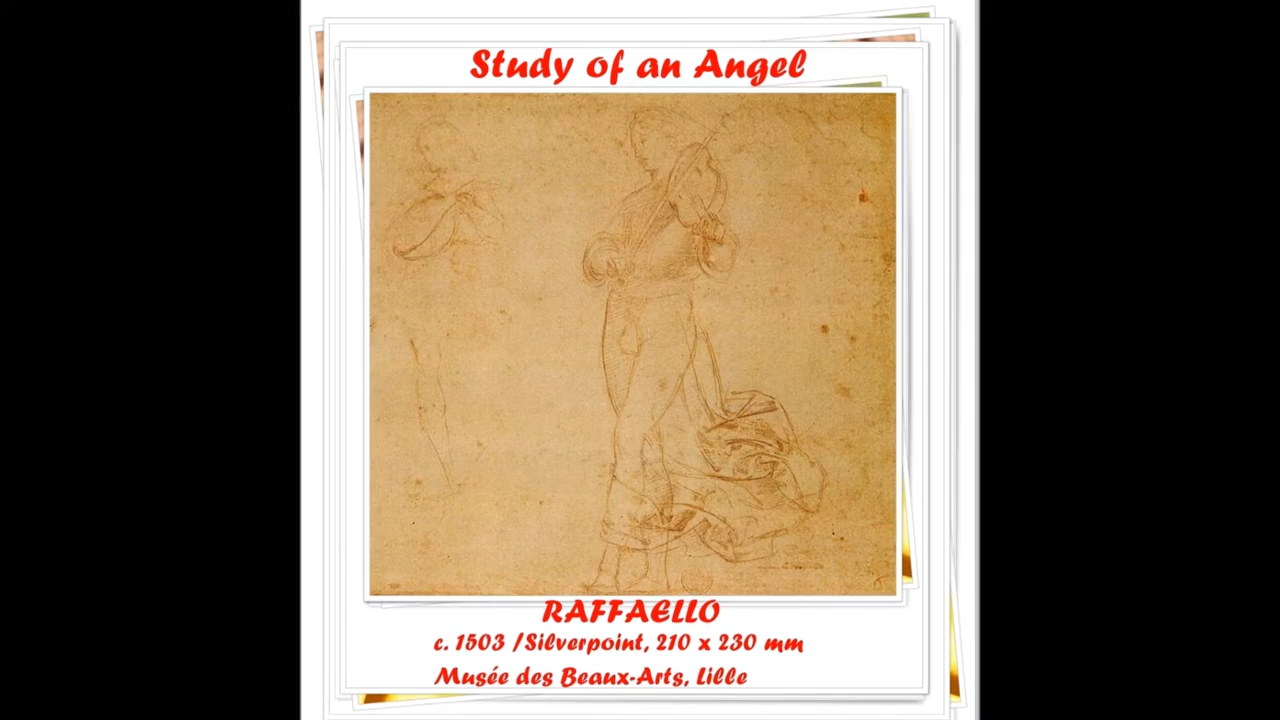 Study of an Angel
RAFFAELLO
c. 1503 /Silverpoint, 210 x 230 mm
Musée des Beaux-Arts, Lille